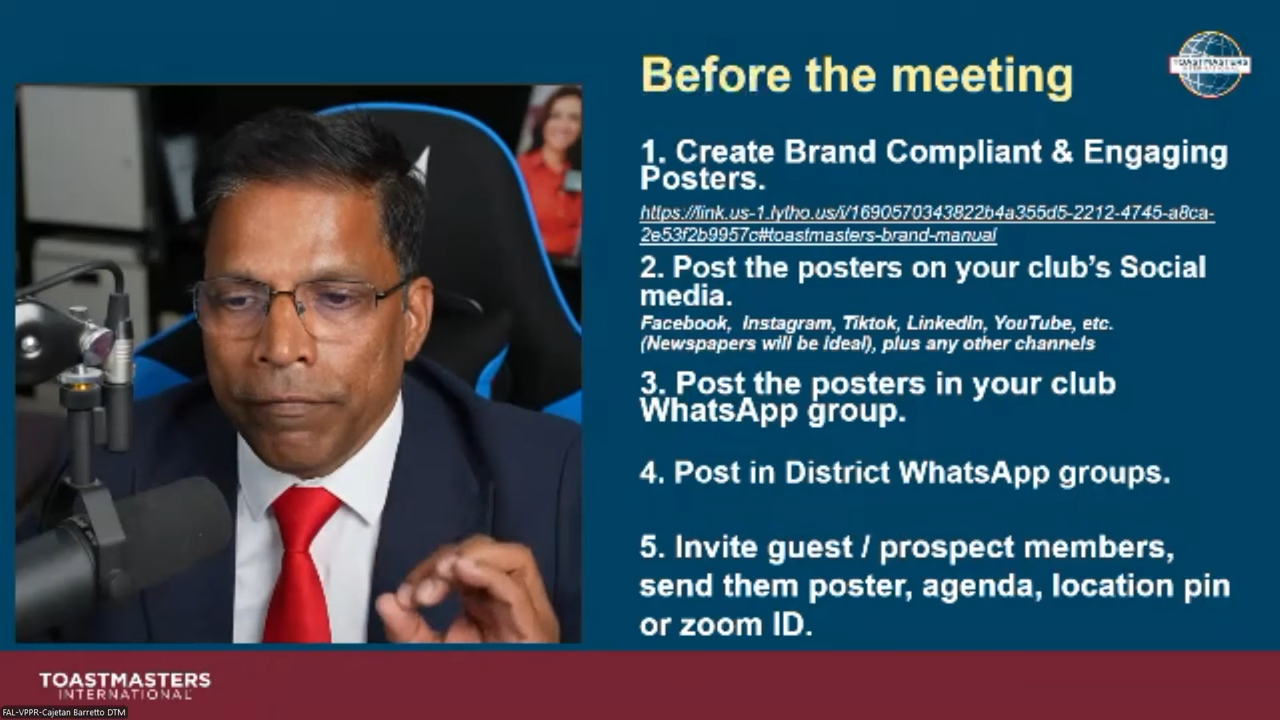 Before the meeting
TOASTMASTERS
INTERNATIONAL
1. Create Brand Compliant & Engaging
Posters.
https://link.us-1.lytho.us/i/1690570343822b4a355d5-2212-4745-a8ca-
2e53f2b9957c#toastmasters-brand-manual
2. Post the posters on your club's Social
media.
Facebook, Instagram, Tiktok, LinkedIn, YouTube, etc.
(Newspapers will be ideal), plus any other channels
3. Post the posters in your club
WhatsApp group.
4. Post in District WhatsApp groups.
5. Invite guest / prospect members,
send them poster, agenda, location pin
or zoom ID.
TOASTMASTERS
INTERNATIONAL
FAL-VPPR-Cajetan Barretto DTM